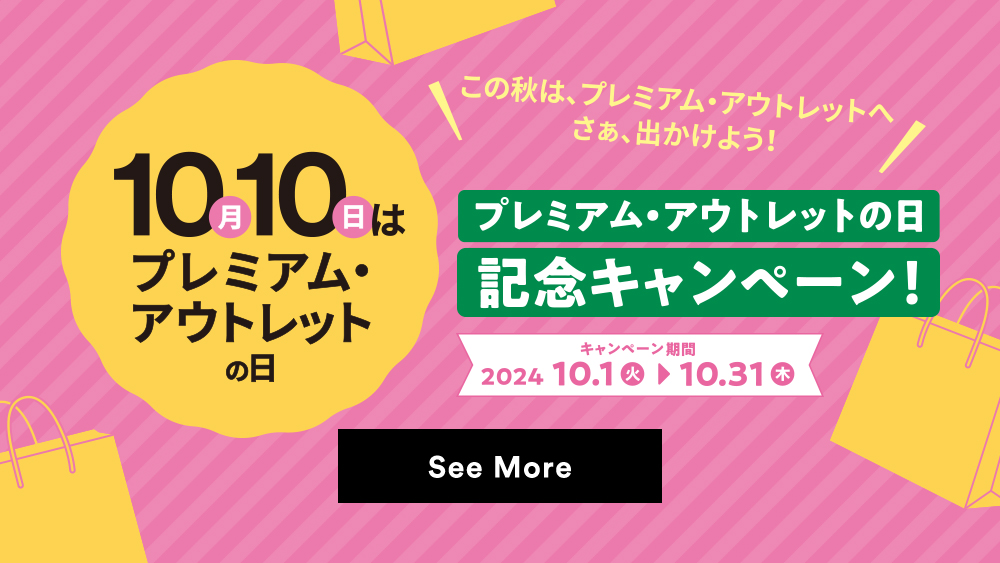 10月10日は
プレミアム・
アウトレット
の日
この秋は、プレミアム・アウトレットへ
さぁ、出かけよう!
プレミアム・アウトレットの日
記念キャンペーン!
キャンペーン期間
2024 10.1火▶10.31木
See More